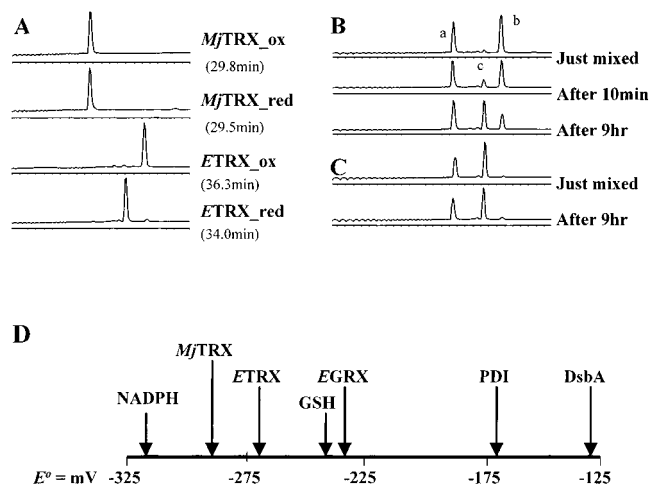 A
MjTRX_ox
(29.8min)
MjTRX_red
(29.5min)
ETRX_ox
(36.3min)
ETRX_red
(34.0min)
B
a
b
Just mixed
c
After 10min
After 9hr
C
Just mixed
After 9hr
D
MjTRX
NADPH
ETRX
EGRX
GSH
PDI
DsbA
E° = mV
-325 -275 -225 -175 -125